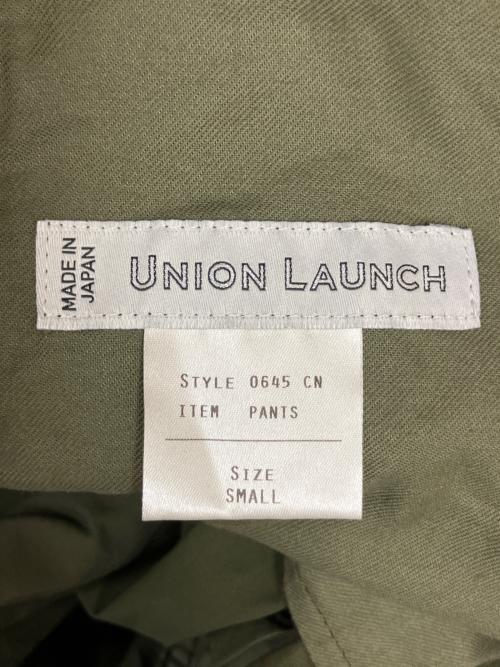 MADE IN
JAPAN
UNION LAUNCH
STYLE 0645 CN
ITEM PANTS
SIZE
SMALL